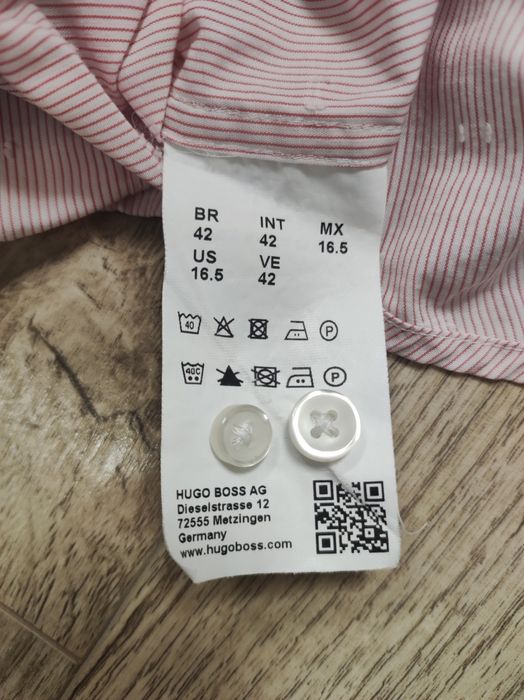 BR INT MX
42 42 16.5
US VE
16.5 42
40 P
40C P
HUGO BOSS AG
Dieselstrasse 12
72555 Metzingen
Germany
www.hugoboss.com